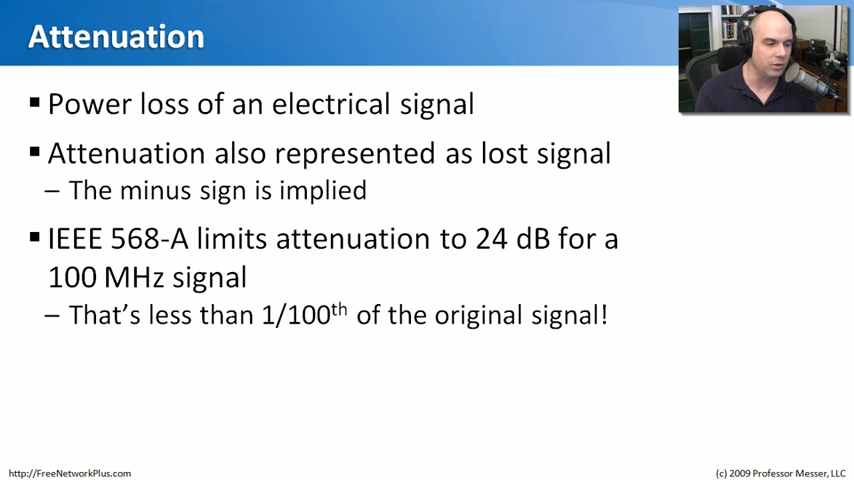 Attenuation
▪ Power loss of an electrical signal
▪ Attenuation also represented as lost signal
– The minus sign is implied
▪ IEEE 568-A limits attenuation to 24 dB for a
100 MHz signal
– That's less than 1/100th of the original signal!
http://FreeNetworkPlus.com
(c) 2009 Professor Messer, LLC